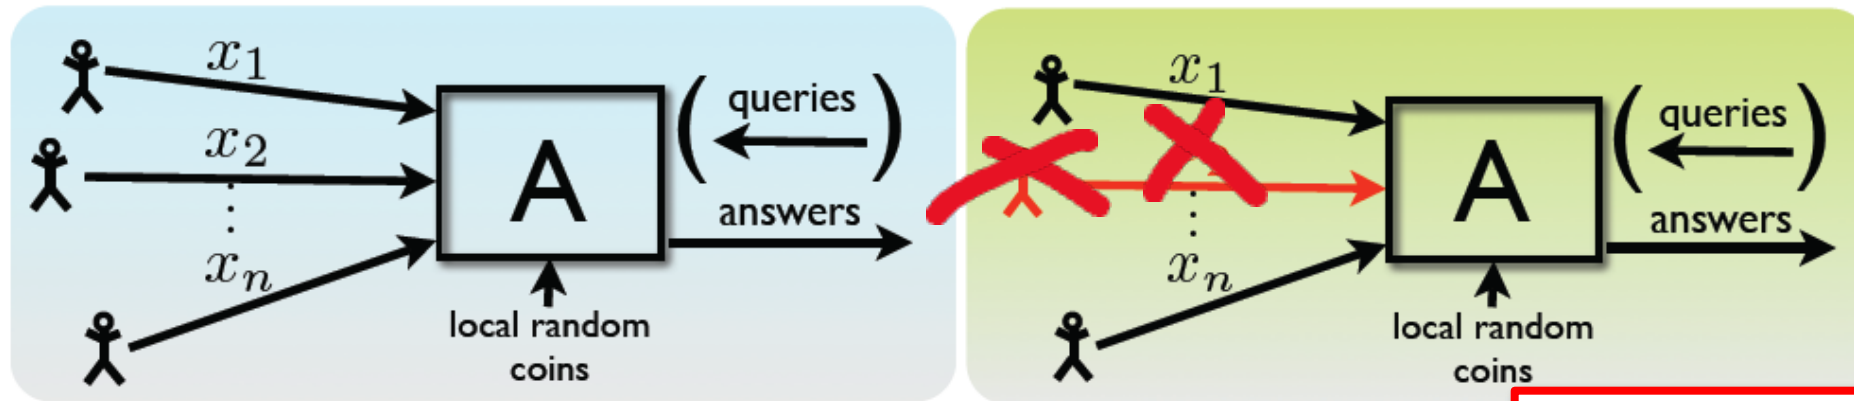 x₁
x₂
⋮
xₙ
A
( queries )
answers
local random
coins
x₁
⋮
xₙ
A
( queries )
answers
local random
coins